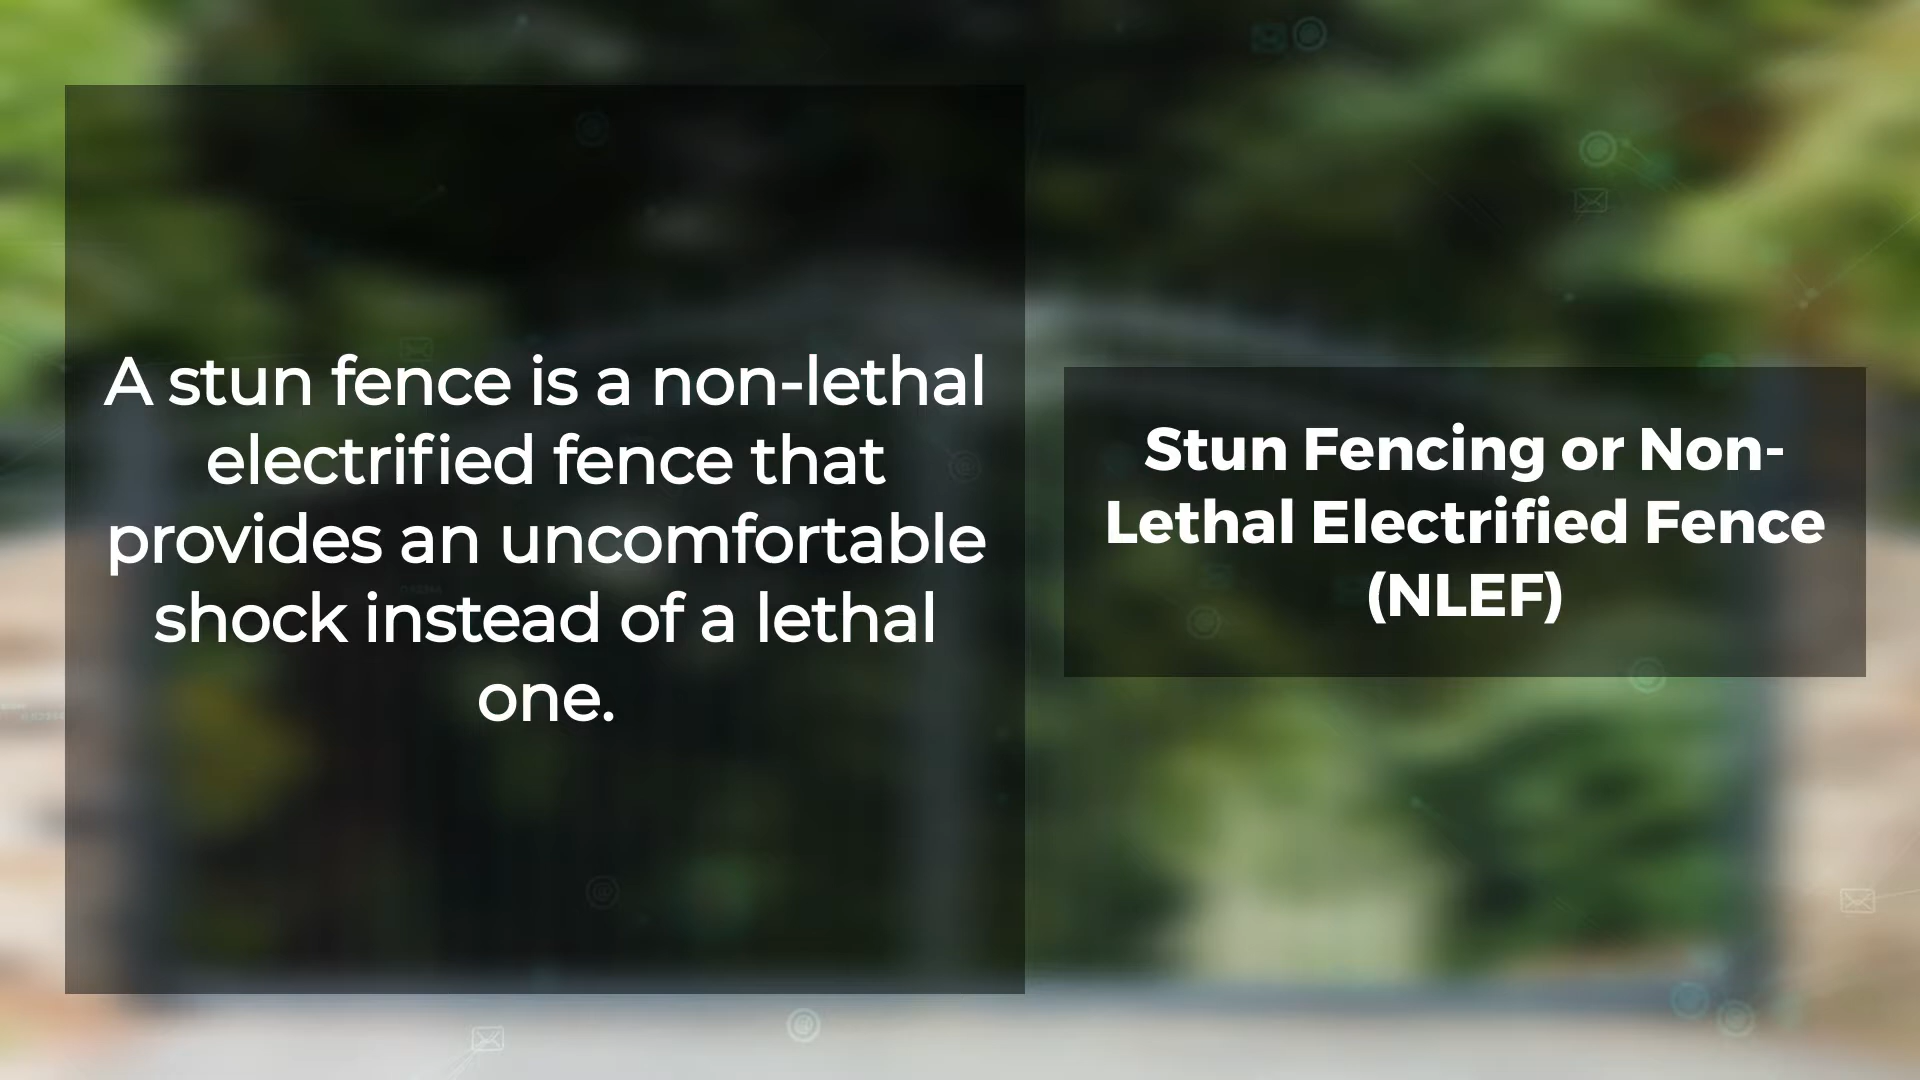 A stun fence is a non-lethal
electrified fence that
provides an uncomfortable
shock instead of a lethal
one.
Stun Fencing or Non-
Lethal Electrified Fence
(NLEF)